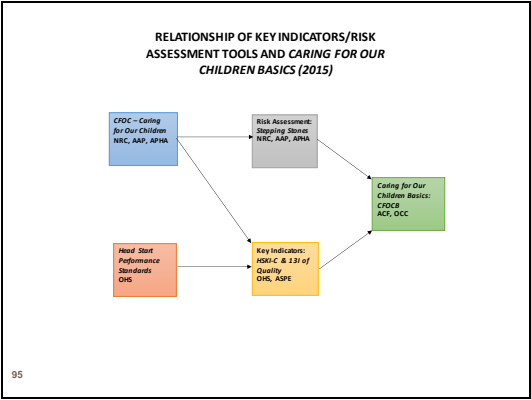 RELATIONSHIP OF KEY INDICATORS/RISK
ASSESSMENT TOOLS AND CARING FOR OUR
CHILDREN BASICS (2015)
CFOC – Caring
for Our Children
NRC, AAP, APHA
Risk Assessment:
Stepping Stones
NRC, AAP, APHA
Caring for Our
Children Basics:
CFOCB
ACF, OCC
Head Start
Performance
Standards
OHS
Key Indicators:
HSKI-C & 13I of
Quality
OHS, ASPE
95